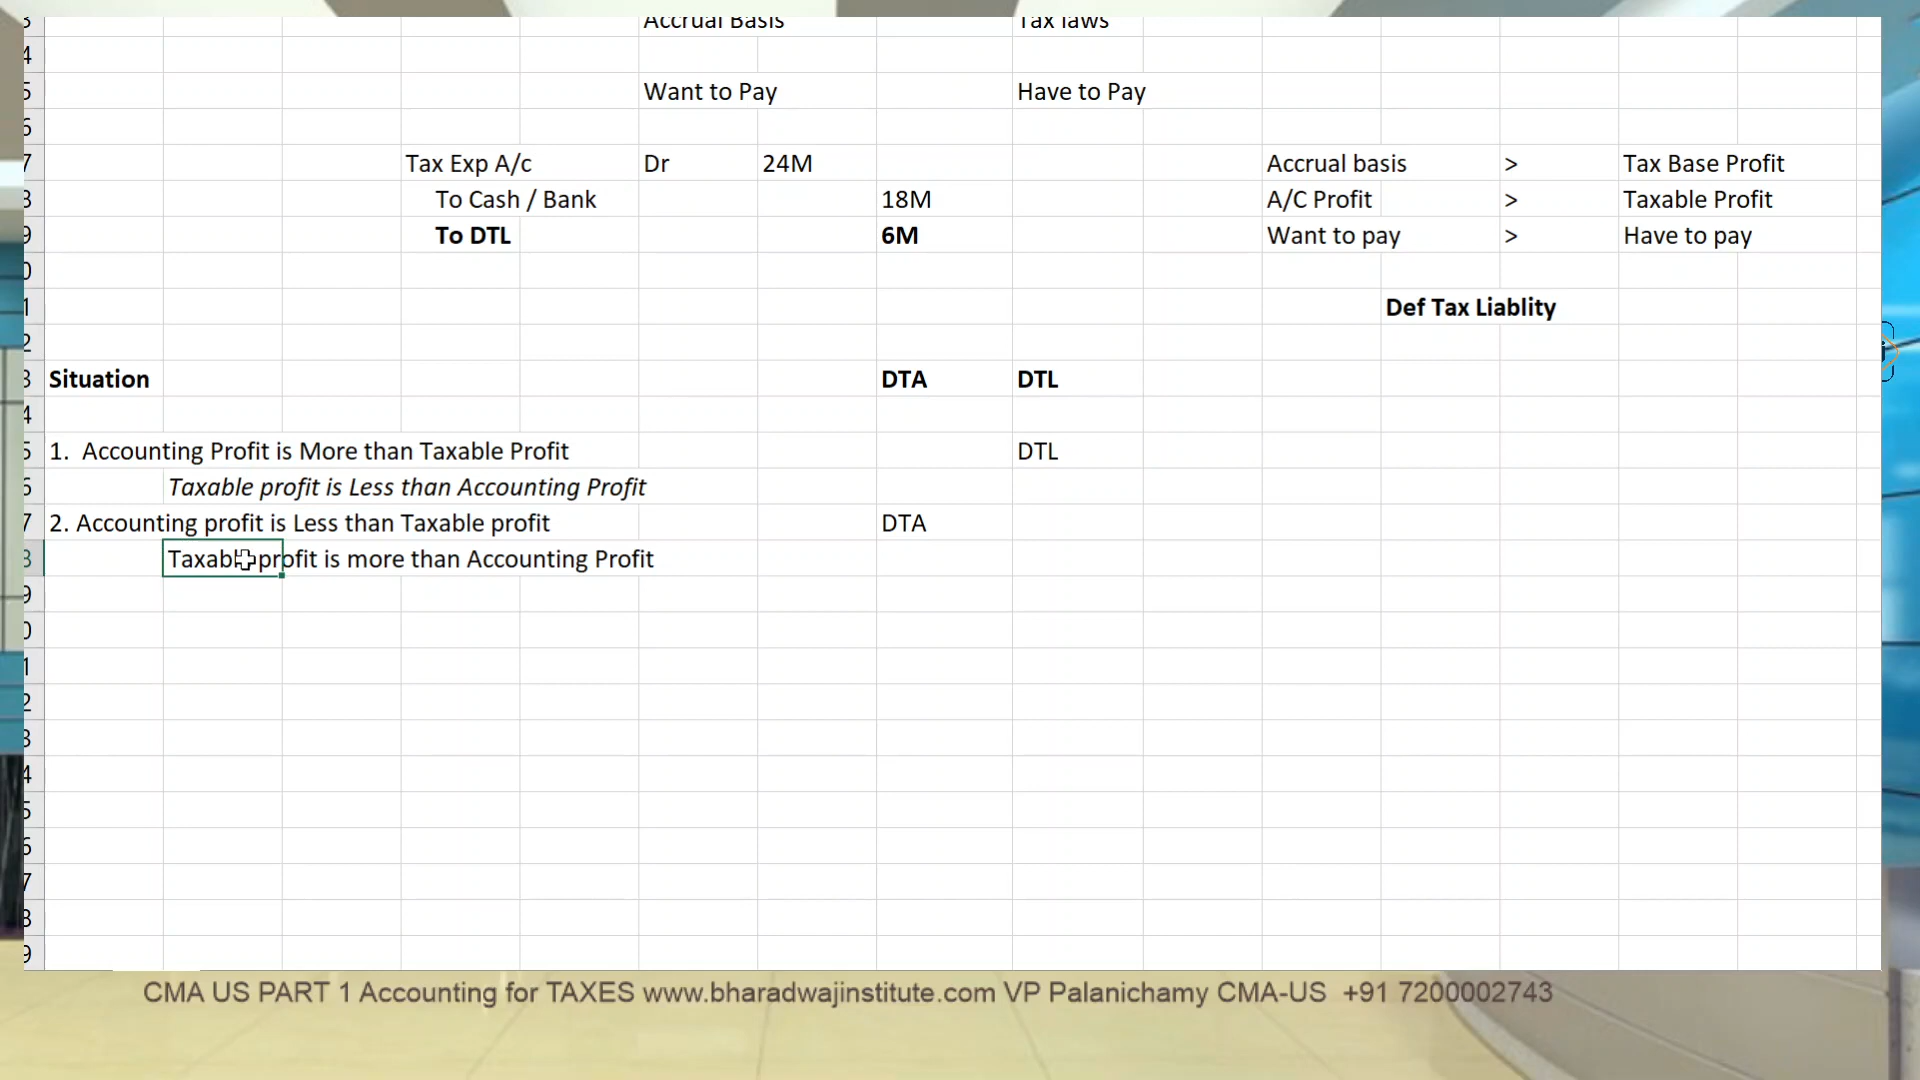 Accrual Basis Tax laws
Want to Pay Have to Pay
Tax Exp A/c Dr 24M Accrual basis > Tax Base Profit
To Cash / Bank 18M A/C Profit > Taxable Profit
To DTL 6M Want to pay > Have to pay
Def Tax Liablity
Situation DTA DTL
1. Accounting Profit is More than Taxable Profit DTL
Taxable profit is Less than Accounting Profit
2. Accounting profit is Less than Taxable profit DTA
Taxable profit is more than Accounting Profit
CMA US PART 1 Accounting for TAXES www.bharadwajinstitute.com VP Palanichamy CMA-US +91 7200002743